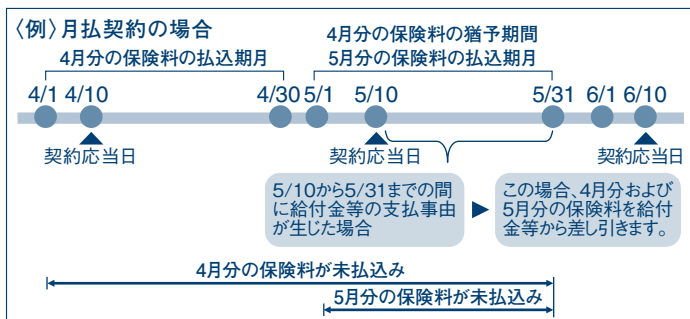 〈例〉月払契約の場合
4月分の保険料の払込期月
4月分の保険料の猶予期間
5月分の保険料の払込期月
4/1 4/10 4/30 5/1 5/10 5/31 6/1 6/10
契約応当日 契約応当日 契約応当日
5/10から5/31までの間
に給付金等の支払事由
が生じた場合
この場合、4月分および
5月分の保険料を給付
金等から差し引きます。
4月分の保険料が未払込み
5月分の保険料が未払込み